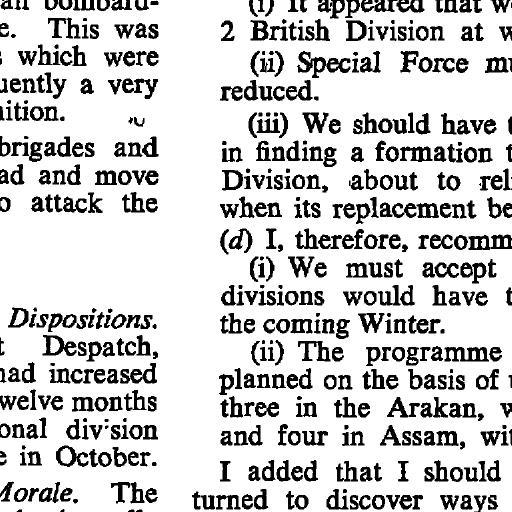 e. This was
which were
uently a very
nition.
brigades and
ad and move
o attack the
Dispositions.
t Despatch,
had increased
welve months
onal div:sion
e in October.
Morale. The
(i) It appeared that w
2 British Division at w
(ii) Special Force mu
reduced.
(iii) We should have t
in finding a formation t
Division, about to reli
when its replacement be
(d) I, therefore, recomm
(i) We must accept
divisions would have t
the coming Winter.
(ii) The programme
planned on the basis of
three in the Arakan, w
and four in Assam, wit
I added that I should
turned to discover ways